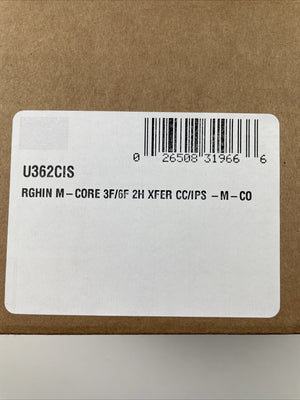 0 26508 31966 6
U362CIS
RGHIN M-CORE 3F/6F 2H XFER CC/IPS -M-CO